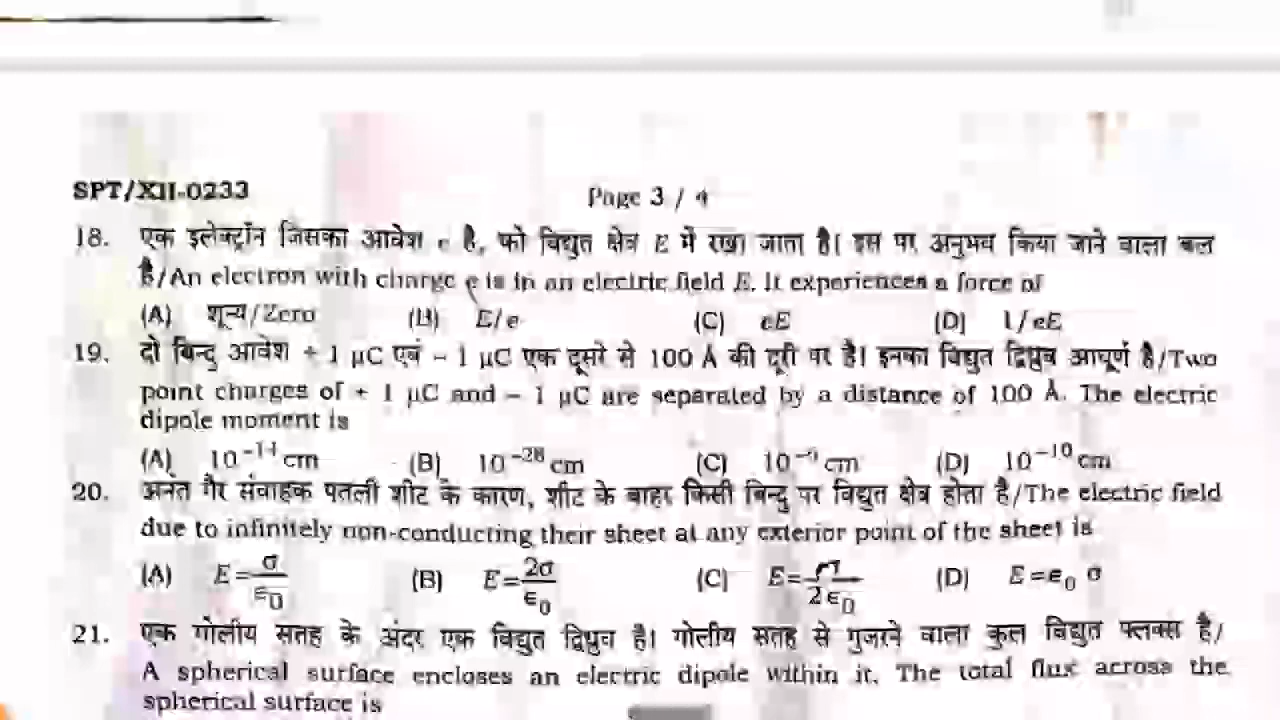 SPT/XII-0233 Page 3 / 4
18. एक इलेक्ट्रॉन जिसका आवेश e है, को विद्युत क्षेत्र E में रखा जाता है। इस पर अनुभव किया जाने वाला बल
है/An electron with charge e is in an electric field E. It experiences a force of
(A) शून्य/Zero (B) E/e (C) eE (D) 1/eE
19. दो बिन्दु आवेश + 1 μC एवं – 1 μC एक दूसरे से 100 Å की दूरी पर है। इनका विद्युत द्विध्रुव आघूर्ण है/Two
point charges of + 1 μC and – 1 μC are separated by a distance of 100 Å. The electric
dipole moment is
(A) 10⁻¹⁴ cm (B) 10⁻²⁸ cm (C) cm (D) 10⁻¹⁰ cm
20. अनंत गैर संवाहक पतली शीट के कारण, शीट के बाहर किसी बिन्दु पर विद्युत क्षेत्र होता है/The electric field
due to infinitely non-conducting their sheet at any exterior point of the sheet is
(A) E=σ/ε₀ (B) E=2σ/ε₀ (C) E=σ/2ε₀ (D) E=ε₀ σ
21. एक गोलीय सतह के अंदर एक विद्युत द्विध्रुव है। गोलीय सतह से गुजरने वाला कुल विद्युत फ्लक्स है/
A spherical surface encloses an electric dipole within it. The total flux across the
spherical surface is